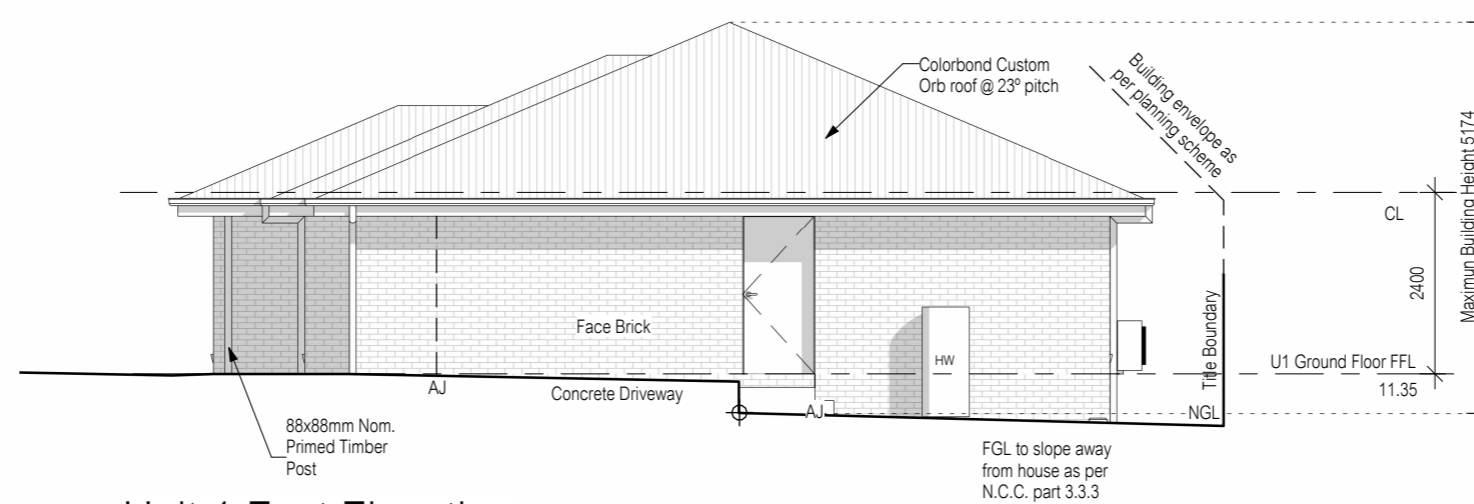 Colorbond Custom
Orb roof @ 23º pitch
Building envelope as
per planning scheme
Maximun Building Height 5174
CL
2400
Face Brick
HW
Title Boundary
U1 Ground Floor FFL
11.35
AJ
Concrete Driveway
AJ
NGL
88x88mm Nom.
Primed Timber
Post
FGL to slope away
from house as per
N.C.C. part 3.3.3